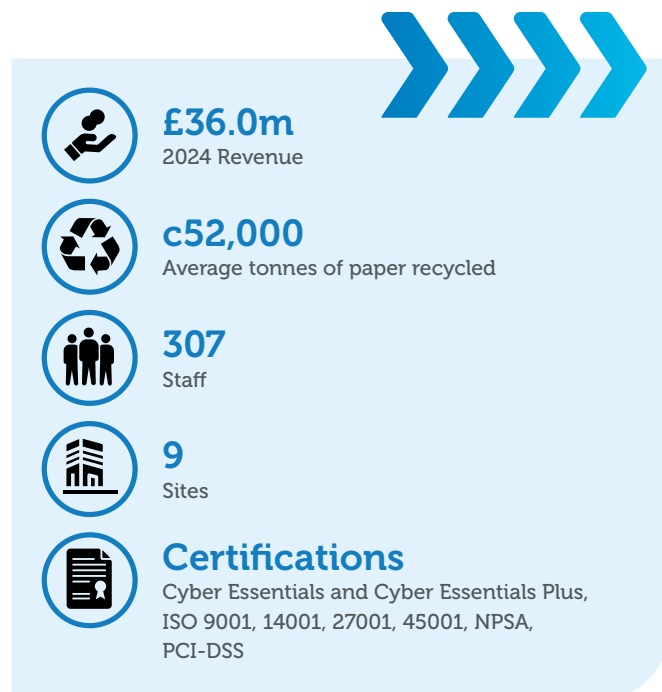 £36.0m
2024 Revenue
c52,000
Average tonnes of paper recycled
307
Staff
9
Sites
Certifications
Cyber Essentials and Cyber Essentials Plus,
ISO 9001, 14001, 27001, 45001, NPSA,
PCI-DSS